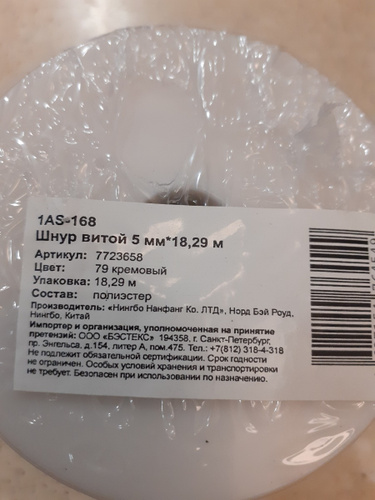 1AS-168
Шнур витой 5 мм*18,29 м
Артикул: 7723658
Цвет: 79 кремовый
Упаковка: 18,29 м
Состав: полиэстер
Производитель: «Нингбо Нанфанг Ко. ЛТД», Норд Бэй Роуд,
Нингбо, Китай
Импортер и организация, уполномоченная на принятие
претензий: ООО «БЭСТЕКС» 194358, г. Санкт-Петербург,
пр. Энгельса, д.154, литер А, пом.475. Тел.: +7(812) 318-4-318
Не подлежит обязательной сертификации. Срок годности
не ограничен. Особых условий хранения и транспортировки
не требует. Безопасен при использовании по назначению.